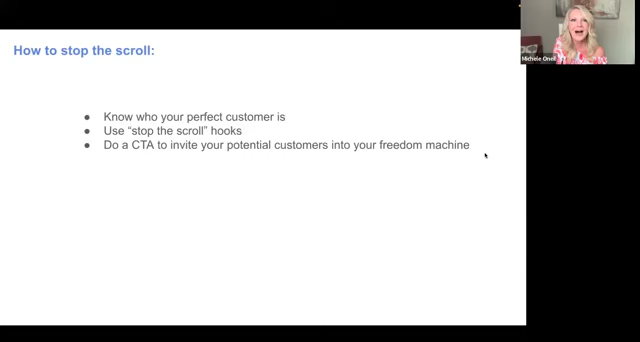 How to stop the scroll:
Know who your perfect customer is
Use “stop the scroll” hooks
Do a CTA to invite your potential customers into your freedom machine
Michele Oneil